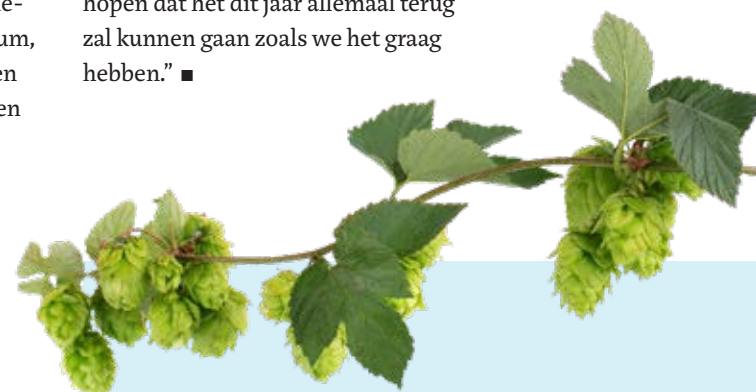 um,
en
en
hopen dat het dit jaar allemaal terug
zal kunnen gaan zoals we het graag
hebben.” ■